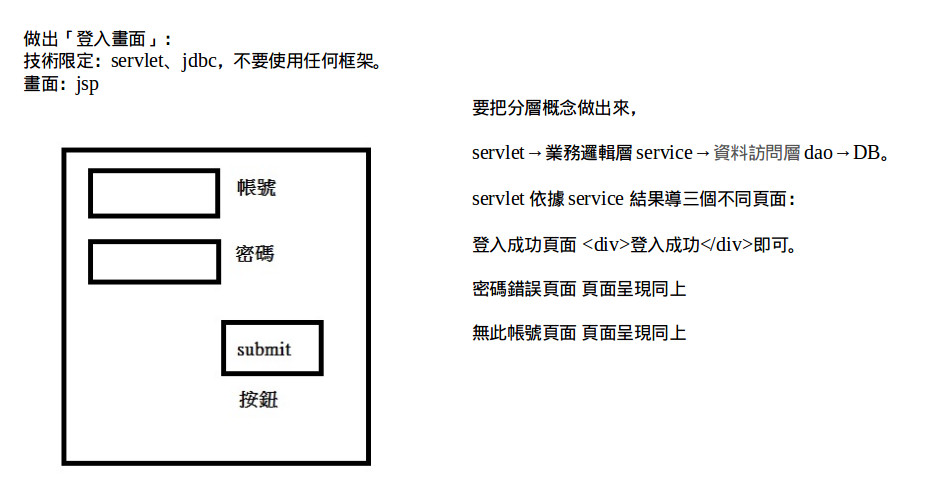 做出「登入畫面」:
技術限定：servlet、jdbc，不要使用任何框架。
畫面：jsp
要把分層概念做出來，
servlet→業務邏輯層 service→資料訪問層 dao→DB。
servlet 依據 service 結果導三個不同頁面：
登入成功頁面 <div>登入成功</div>即可。
密碼錯誤頁面 頁面呈現同上
無此帳號頁面 頁面呈現同上
帳號
密碼
submit
按鈕